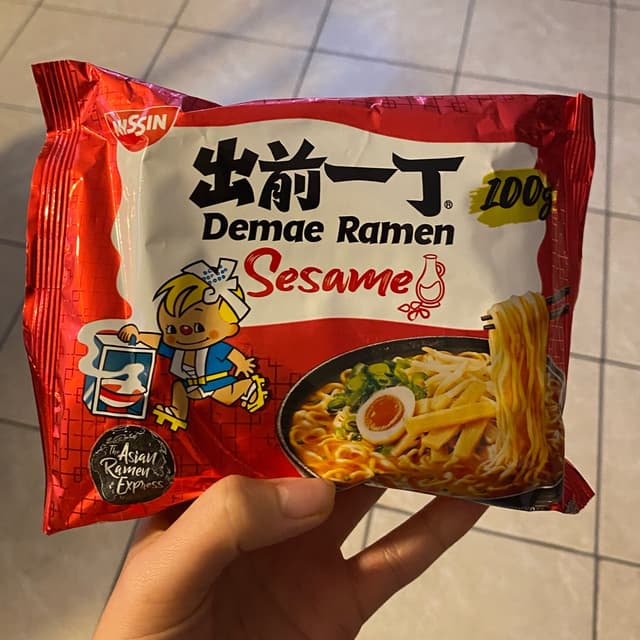 NISSIN
出前一丁®
100g
Demae Ramen
Sesame
The
Asian
Ramen
Express